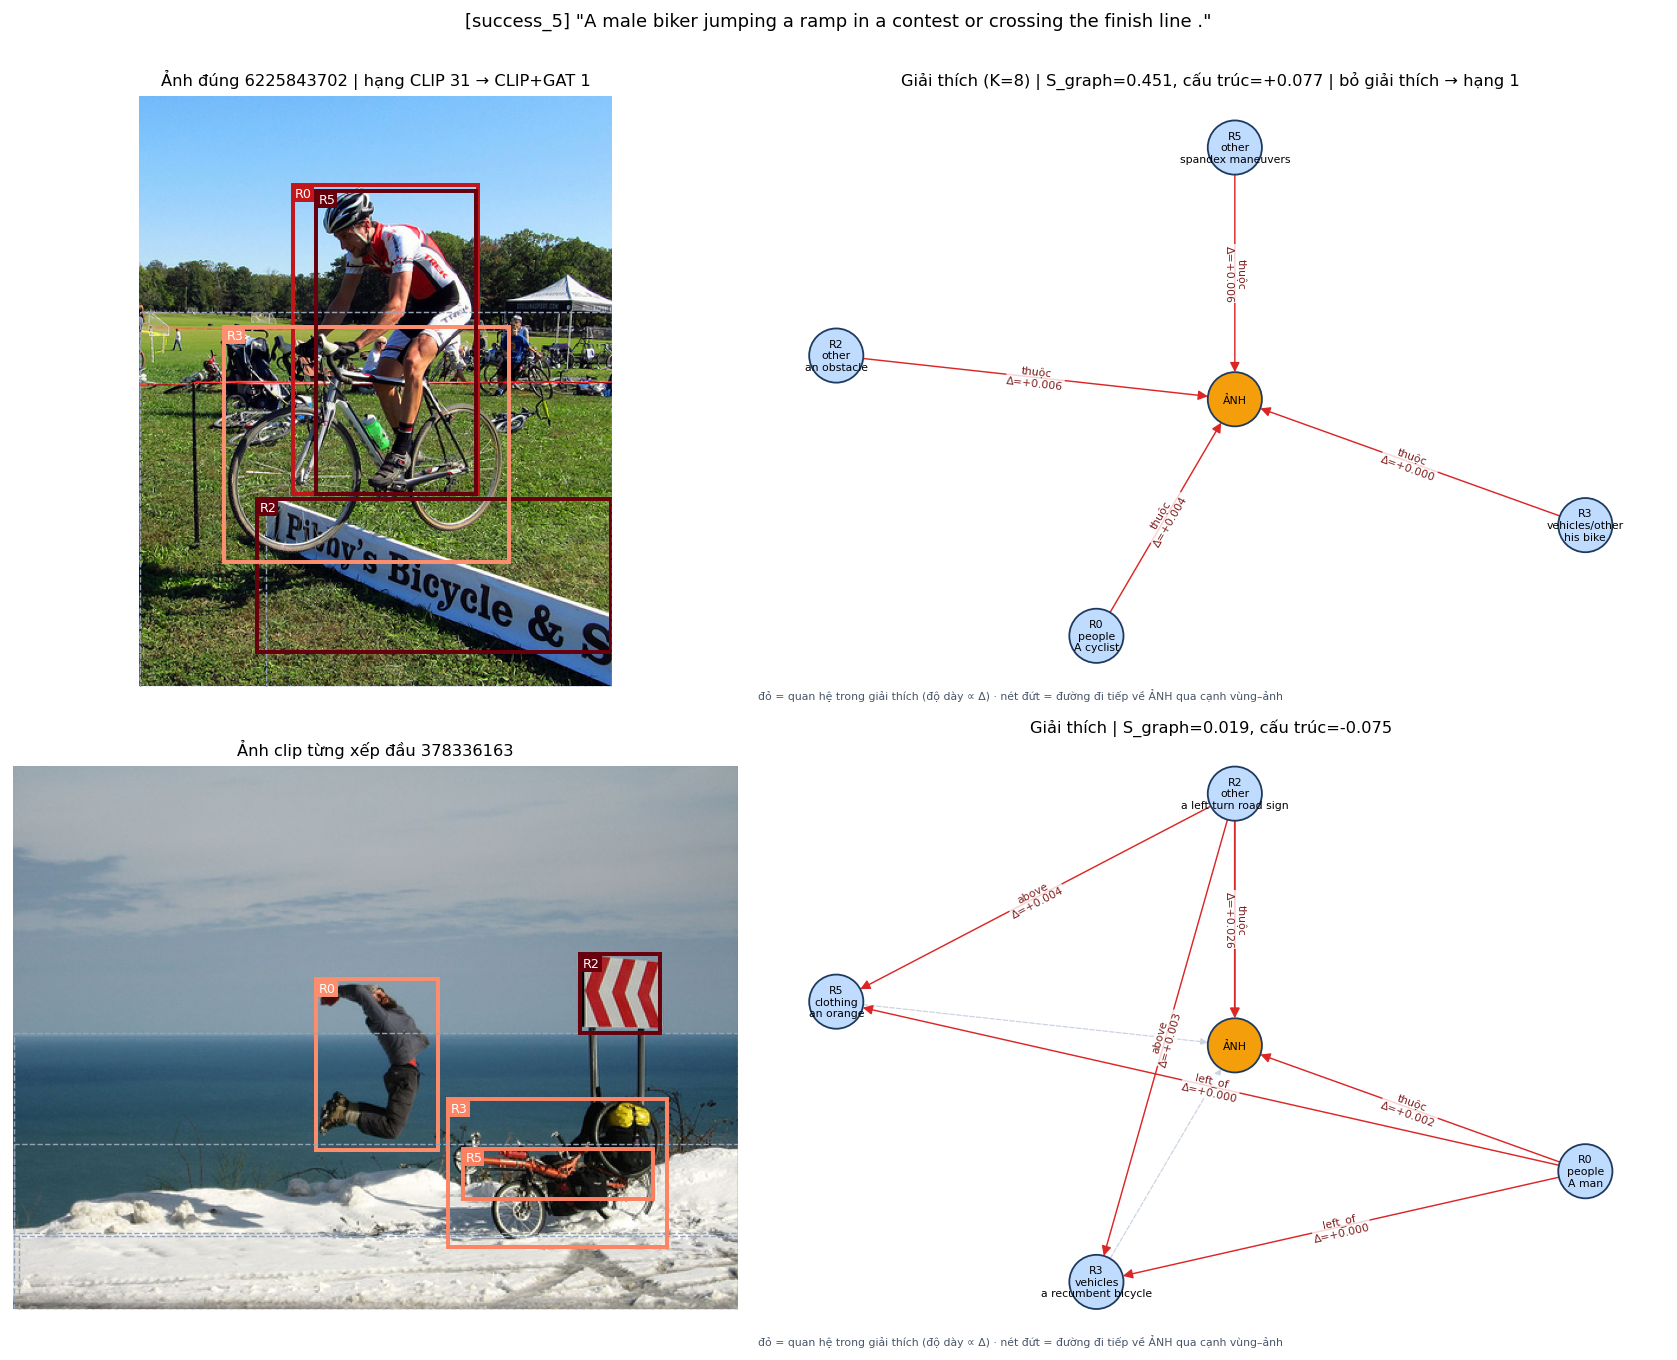 [success_5] "A male biker jumping a ramp in a contest or crossing the finish line ."
Ảnh đúng 6225843702 | hạng CLIP 31 → CLIP+GAT 1
R0
R5
R3
R2
TREK
Pibby's Bicycle & S
Giải thích (K=8) | S_graph=0.451, cấu trúc=+0.077 | bỏ giải thích → hạng 1
R5
other
spandex maneuvers
thuộc
Δ=+0.006
R2
other
an obstacle
thuộc
Δ=+0.006
ẢNH
thuộc
Δ=+0.000
R3
vehicles/other
his bike
thuộc
Δ=+0.004
R0
people
A cyclist
đỏ = quan hệ trong giải thích (độ dày ∝ Δ) · nét đứt = đường đi tiếp về ẢNH qua cạnh vùng–ảnh
Ảnh clip từng xếp đầu 378336163
R2
R0
R3
R5
Giải thích | S_graph=0.019, cấu trúc=-0.075
R2
other
a left turn road sign
above
Δ=+0.004
thuộc
Δ=+0.026
R5
clothing
an orange
above
Δ=+0.003
ẢNH
left_of
Δ=+0.000
thuộc
Δ=+0.002
R0
people
A man
left_of
Δ=+0.000
R3
vehicles
a recumbent bicycle
đỏ = quan hệ trong giải thích (độ dày ∝ Δ) · nét đứt = đường đi tiếp về ẢNH qua cạnh vùng–ảnh